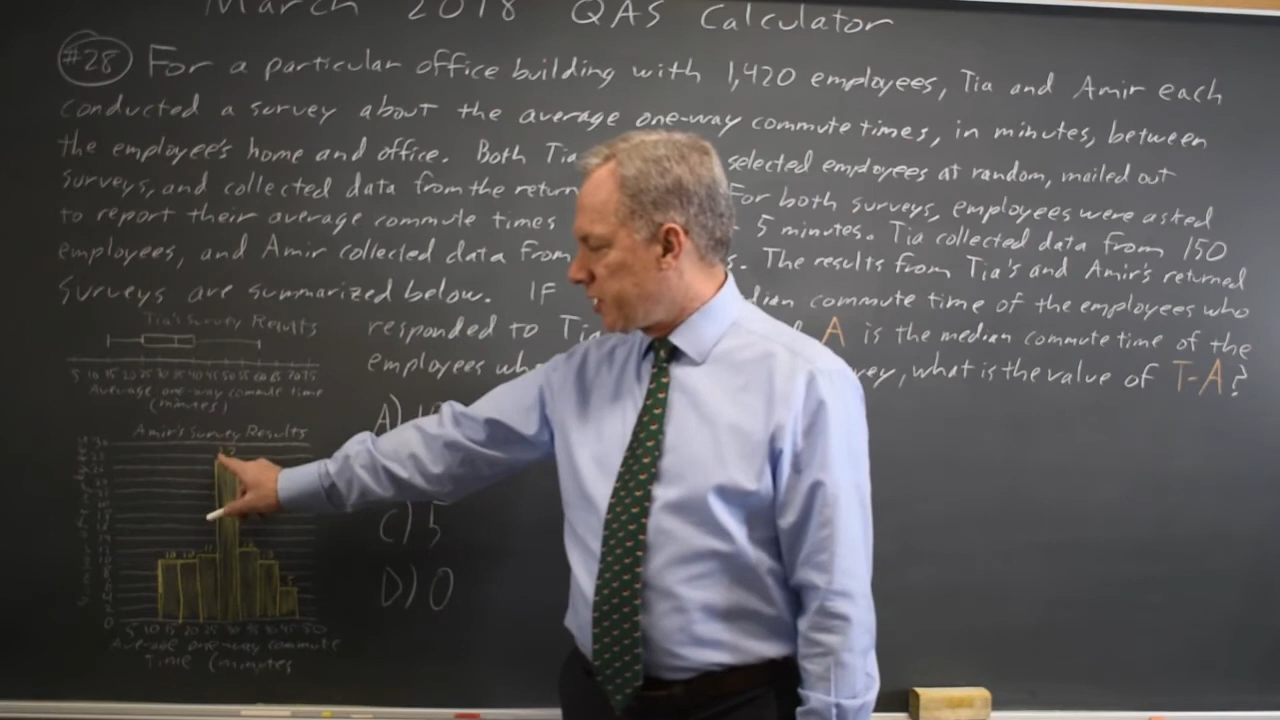 March 2018 QAS Calculator
#28 For a particular office building with 1,420 employees, Tia and Amir each
conducted a survey about the average one-way commute times, in minutes, between
the employee's home and office. Both Tia selected employees at random, mailed out
surveys, and collected data from the return For both surveys, employees were asked
to report their average commute times 5 minutes. Tia collected data from 150
employees, and Amir collected data from s. The results from Tia's and Amir's returned
surveys are summarized below. IF dian commute time of the employees who
responded to Tia A is the median commute time of the
employees who vey, what is the value of T-A?
Tia's Survey Results
5 10 15 20 25 30 35 40 45 50 55 60 65 70 75
Average one-way commute time
(minutes)
Amir's Survey Results
5 10 15 20 25 30 35 40 45 50
Average one-way commute
Time (minutes
A)
C) 5
D) 0